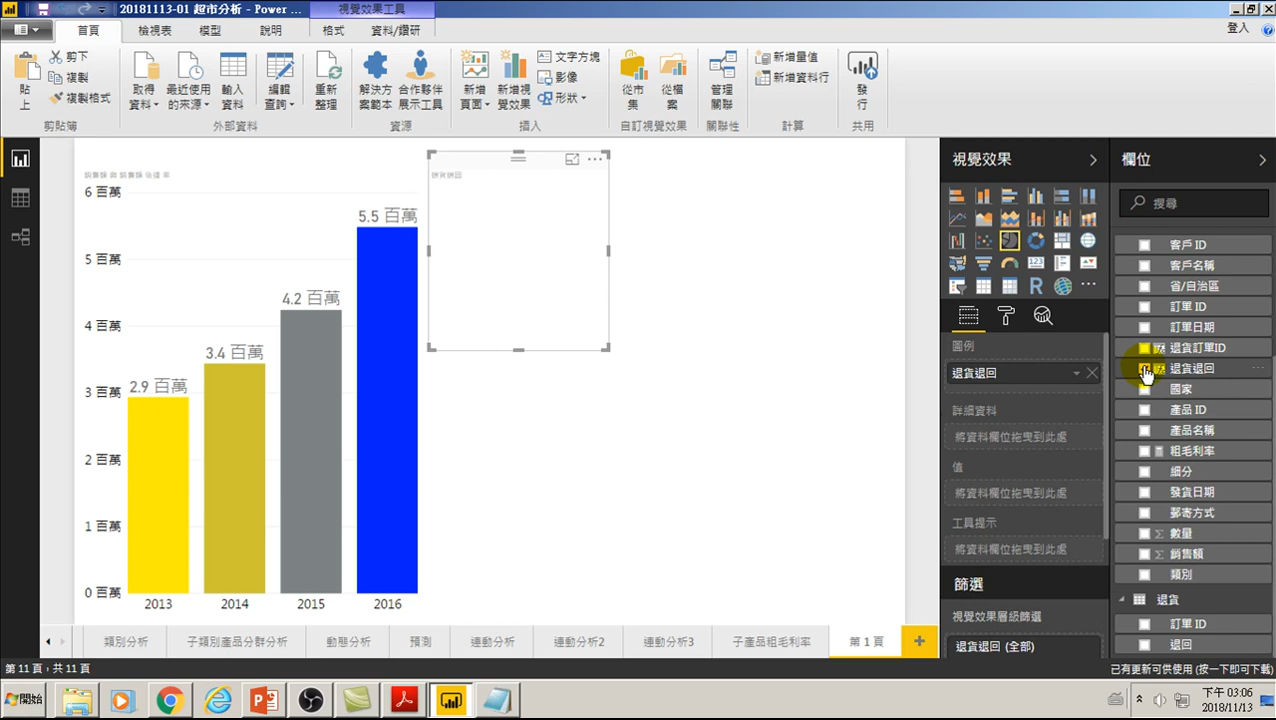 20181113-01 超市分析 - Power ...
視覺效果工具
首頁
檢視表
模型
說明
格式
資料/鑽研
登入
貼上
剪下
複製
複製格式
剪貼簿
取得資料
最近使用的來源
輸入資料
編輯查詢
重新整理
外部資料
解決方案範本
合作夥伴展示工具
資源
新增頁面
新增視覺效果
文字方塊
影像
形狀
插入
從市集
從檔案
自訂視覺效果
管理關聯
關聯性
新增量值
新增資料行
計算
發行
共用
6 百萬
5 百萬
4 百萬
3 百萬
2 百萬
1 百萬
0 百萬
2.9 百萬
3.4 百萬
4.2 百萬
5.5 百萬
2013
2014
2015
2016
退貨退回
視覺效果
R
123
圖例
退貨退回
詳細資料
將資料欄位拖曳到此處
值
將資料欄位拖曳到此處
工具提示
將資料欄位拖曳到此處
篩選
視覺效果層級篩選
退貨退回 (全部)
欄位
搜尋
客戶 ID
客戶名稱
省/自治區
訂單 ID
訂單日期
退貨訂單ID
退貨退回
國家
產品 ID
產品名稱
粗毛利率
細分
發貨日期
郵寄方式
數量
銷售額
類別
退貨
訂單 ID
退回
類別分析
子類別產品分群分析
動態分析
預測
連動分析
連動分析2
連動分析3
子產品粗毛利率
第 1 頁
第 11 頁，共 11 頁
已有更新可供使用 (按一下即可下載)
開始
下午 03:06
2018/11/13